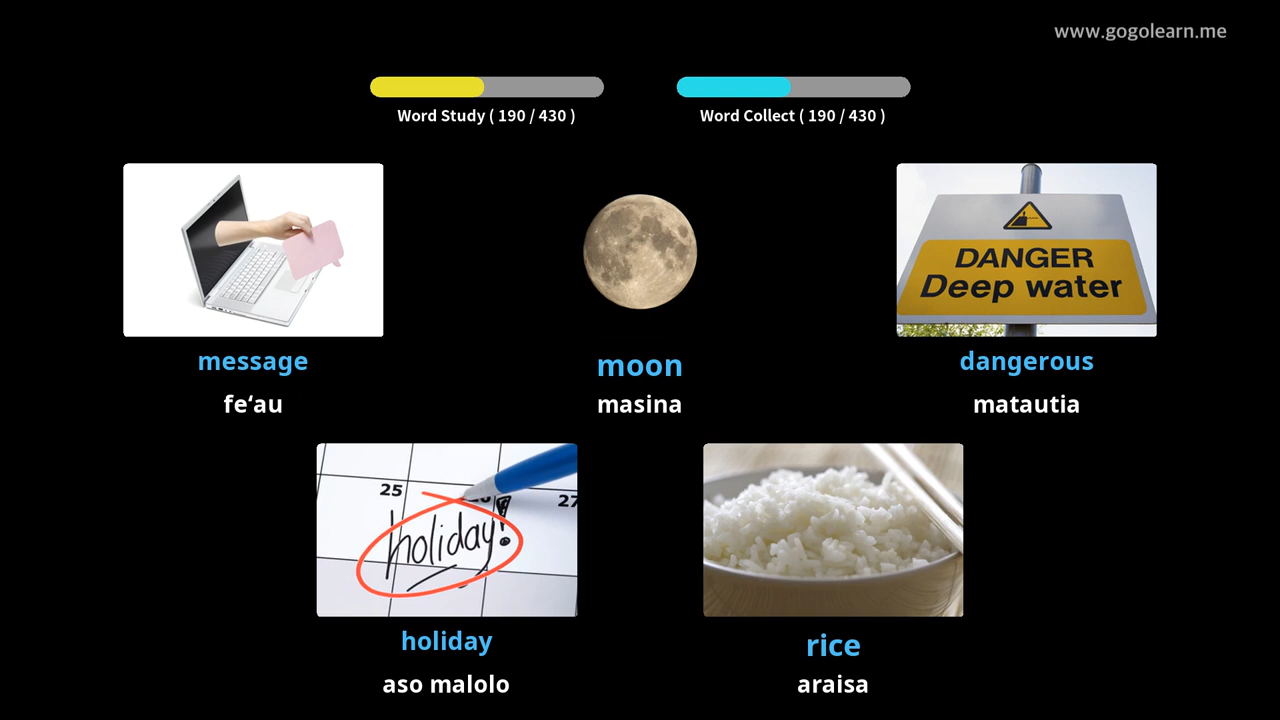 www.gogolearn.me
Word Study ( 190 / 430 )
Word Collect ( 190 / 430 )
DANGER
Deep water
message
moon
dangerous
fe‘au
masina
matautia
25
27
holiday!
holiday
rice
aso malolo
araisa